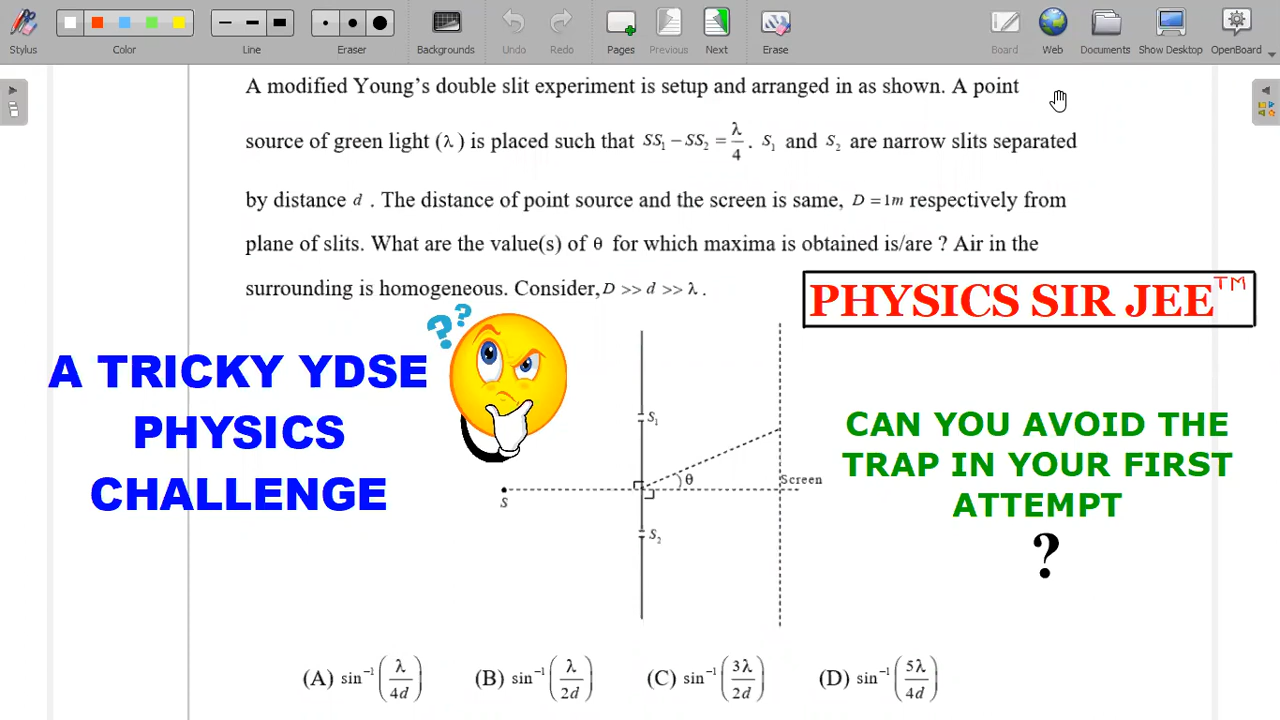 Stylus
Color
Line
Eraser
Backgrounds
Undo
Redo
Pages
Previous
Next
Erase
Board
Web
Documents
Show Desktop
OpenBoard
A modified Young's double slit experiment is setup and arranged in as shown. A point
source of green light (λ) is placed such that SS₁ − SS₂ = λ/4 . S₁ and S₂ are narrow slits separated
by distance d . The distance of point source and the screen is same, D = 1m respectively from
plane of slits. What are the value(s) of θ for which maxima is obtained is/are ? Air in the
surrounding is homogeneous. Consider, D >> d >> λ .
PHYSICS SIR JEE™
??
A TRICKY YDSE
PHYSICS
CHALLENGE
CAN YOU AVOID THE
TRAP IN YOUR FIRST
ATTEMPT
?
S₁
θ
Screen
S
S₂
(A) sin⁻¹(λ/4d) (B) sin⁻¹(λ/2d) (C) sin⁻¹(3λ/2d) (D) sin⁻¹(5λ/4d)